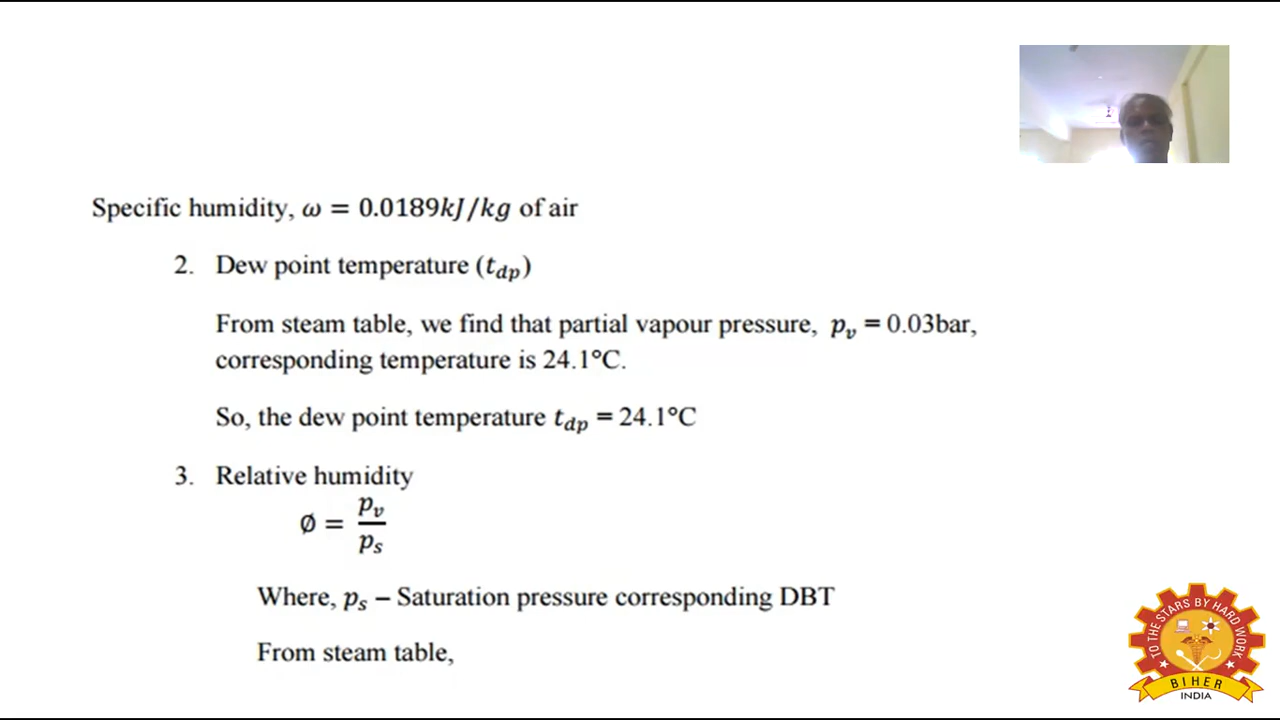 Specific humidity, ω = 0.0189kJ/kg of air
2. Dew point temperature (t_dp)
From steam table, we find that partial vapour pressure, p_v = 0.03bar,
corresponding temperature is 24.1°C.
So, the dew point temperature t_dp = 24.1°C
3. Relative humidity
∅ = p_v / p_s
Where, p_s – Saturation pressure corresponding DBT
From steam table,
TO THE STARS BY HARD WORK
BIHER
INDIA